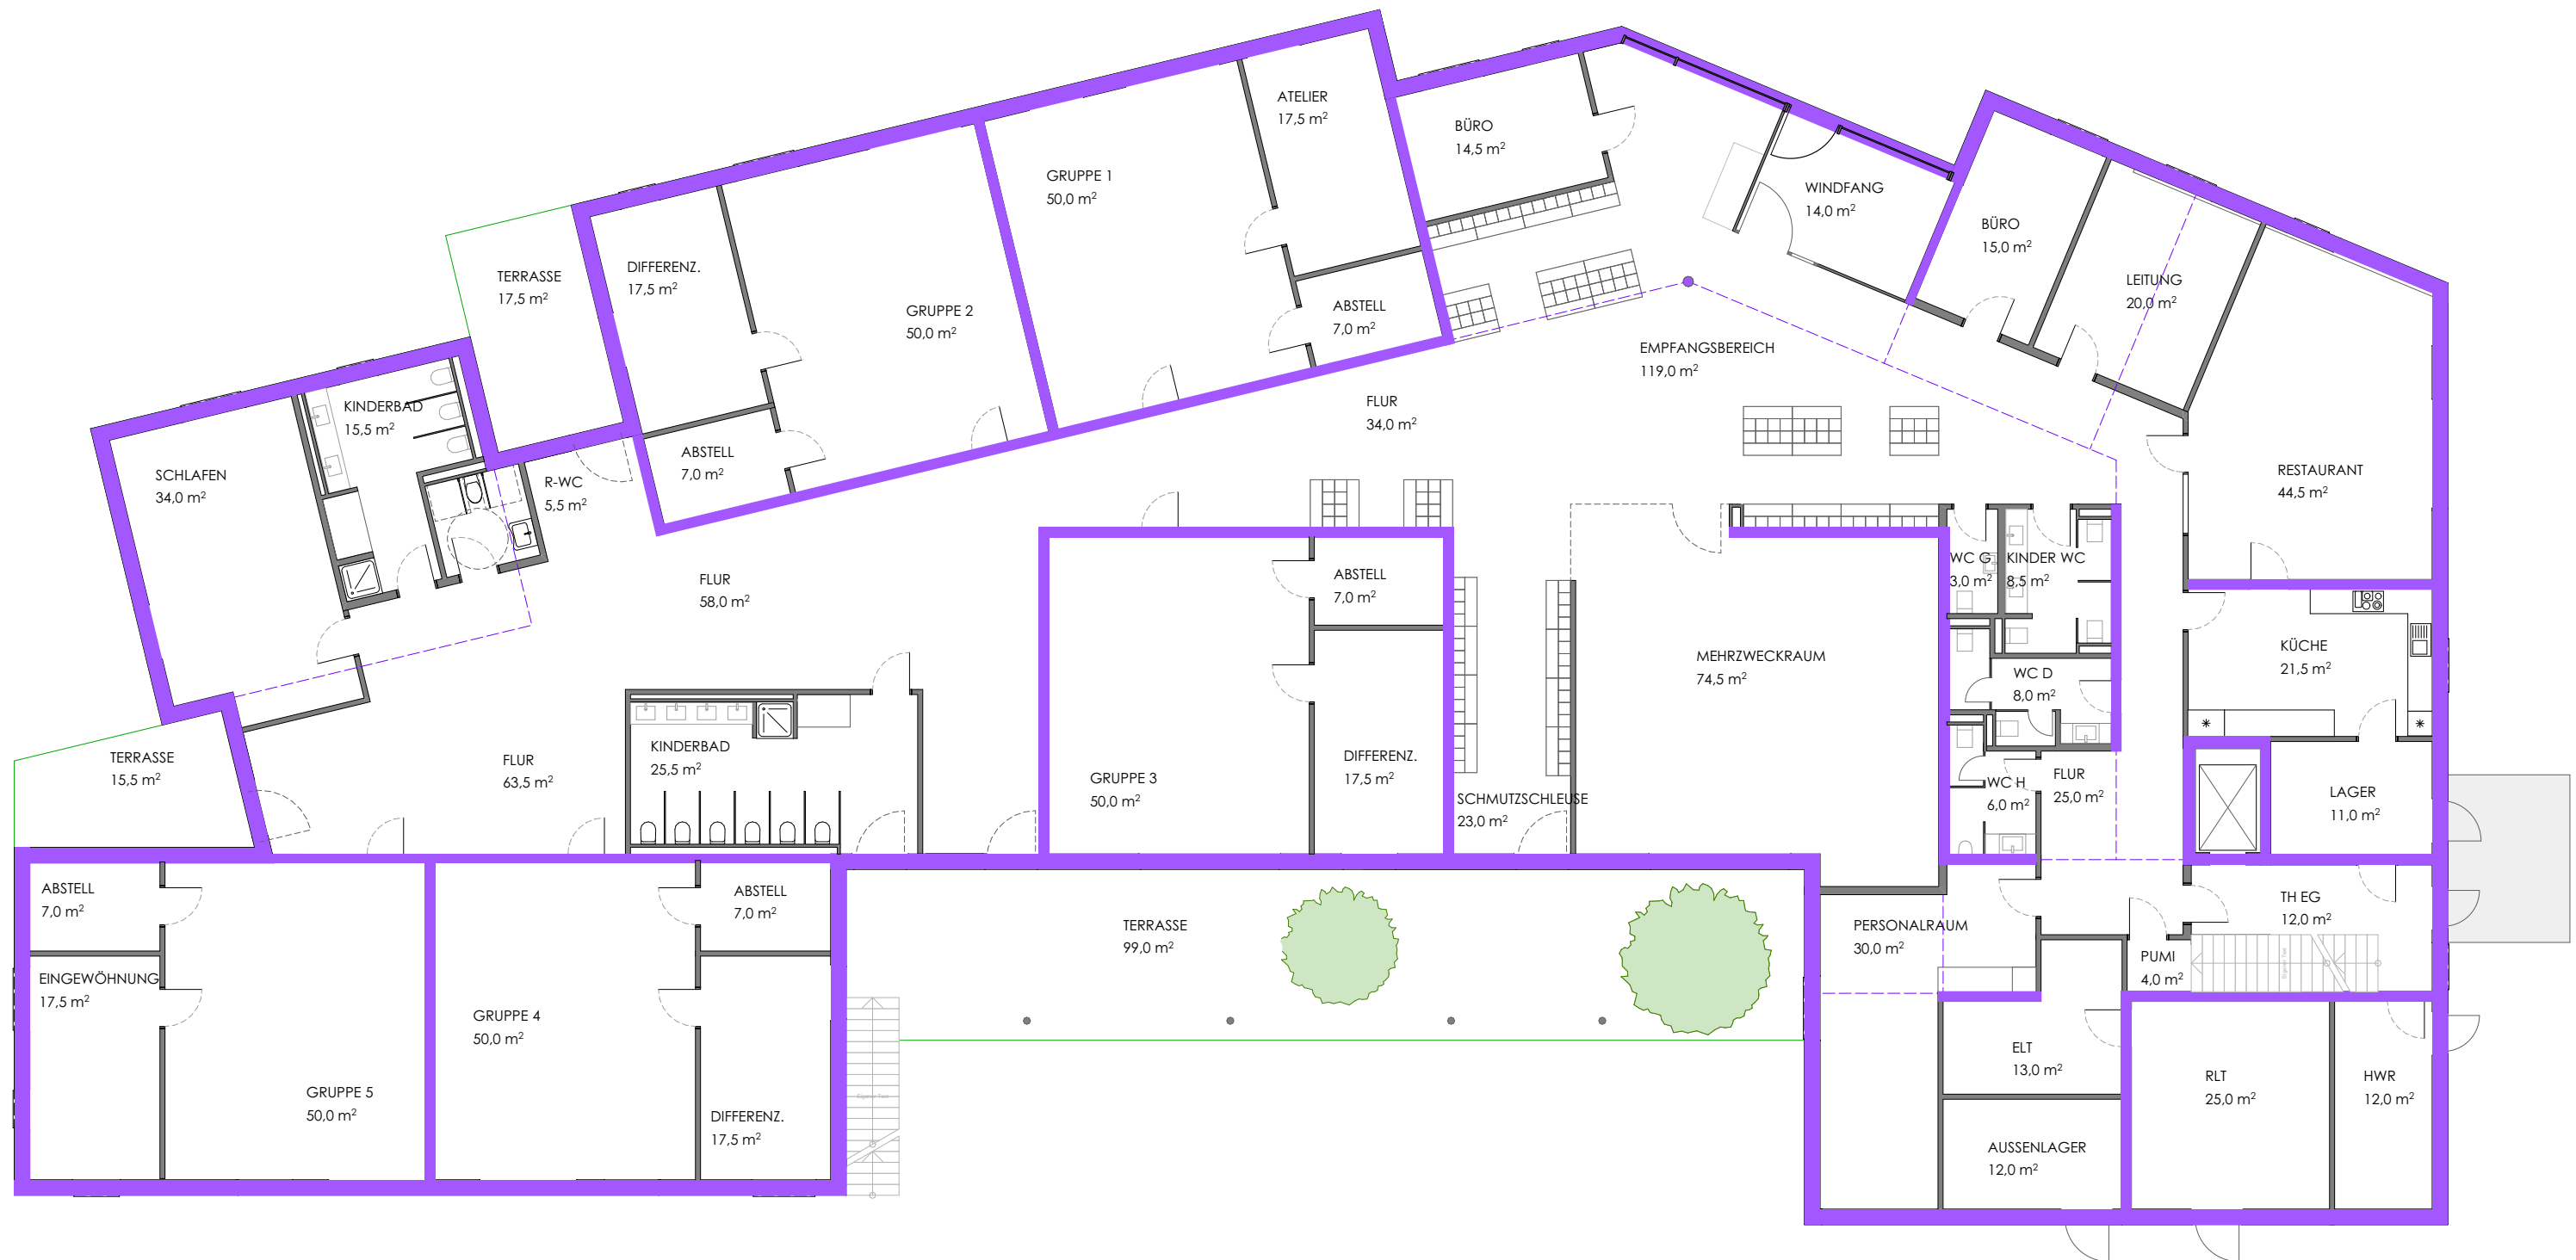 ATELIER
17,5 m²
BÜRO
14,5 m²
GRUPPE 1
50,0 m²
WINDFANG
14,0 m²
BÜRO
15,0 m²
DIFFERENZ.
17,5 m²
TERRASSE
17,5 m²
LEITUNG
20,0 m²
GRUPPE 2
50,0 m²
ABSTELL
7,0 m²
EMPFANGSBEREICH
119,0 m²
KINDERBAD
15,5 m²
FLUR
34,0 m²
ABSTELL
7,0 m²
SCHLAFEN
34,0 m²
R-WC
5,5 m²
RESTAURANT
44,5 m²
FLUR
58,0 m²
ABSTELL
7,0 m²
WC G
3,0 m²
KINDER WC
8,5 m²
MEHRZWECKRAUM
74,5 m²
KÜCHE
21,5 m²
WC D
8,0 m²
KINDERBAD
25,5 m²
TERRASSE
15,5 m²
FLUR
63,5 m²
GRUPPE 3
50,0 m²
DIFFERENZ.
17,5 m²
SCHMUTZSCHLEUSE
23,0 m²
WC H
6,0 m²
FLUR
25,0 m²
LAGER
11,0 m²
ABSTELL
7,0 m²
ABSTELL
7,0 m²
TERRASSE
99,0 m²
PERSONALRAUM
30,0 m²
TH EG
12,0 m²
PUMI
4,0 m²
EINGEWÖHNUNG
17,5 m²
GRUPPE 4
50,0 m²
GRUPPE 5
50,0 m²
DIFFERENZ.
17,5 m²
ELT
13,0 m²
RLT
25,0 m²
HWR
12,0 m²
AUSSENLAGER
12,0 m²